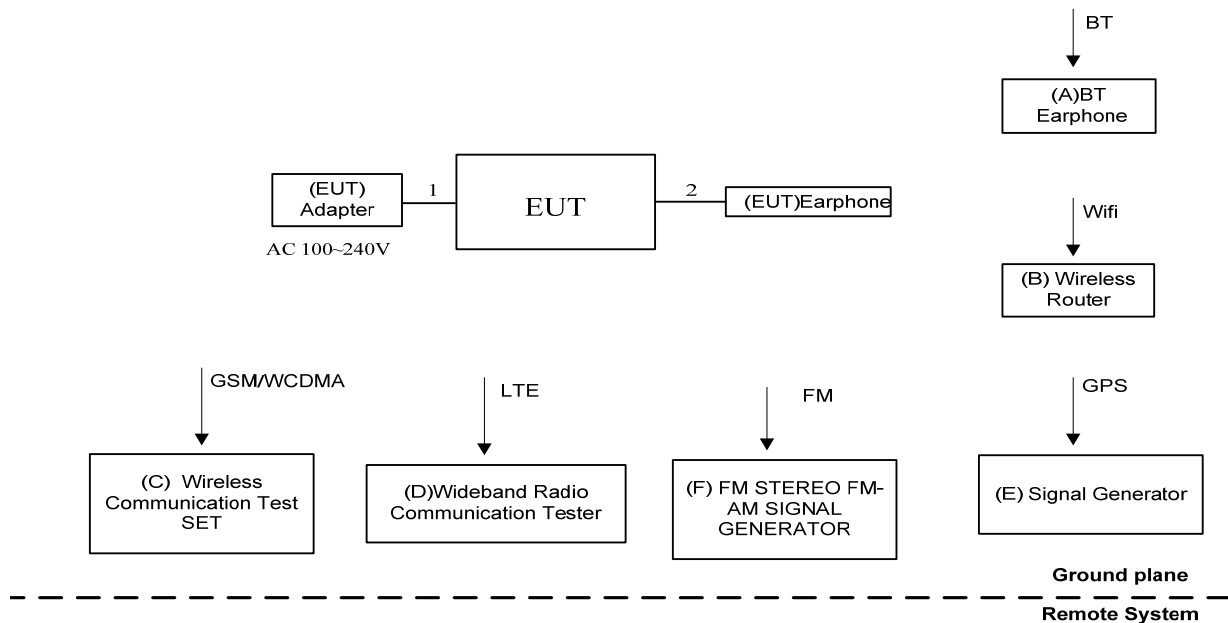 BT
(A)BT
Earphone
(EUT)
Adapter
1
EUT
2
(EUT)Earphone
AC 100~240V
Wifi
(B) Wireless
Router
GSM/WCDMA
LTE
FM
GPS
(C) Wireless
Communication Test
SET
(D)Wideband Radio
Communication Tester
(F) FM STEREO FM-
AM SIGNAL
GENERATOR
(E) Signal Generator
Ground plane
Remote System